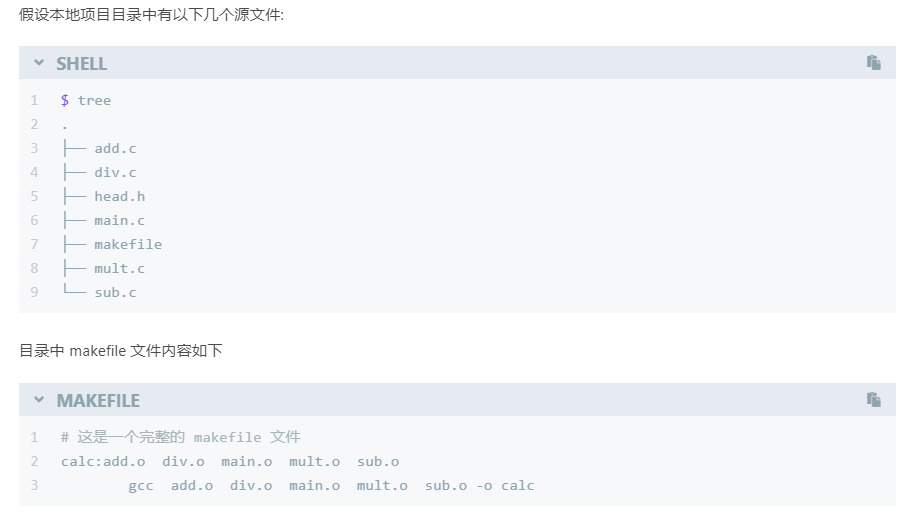 假设本地项目目录中有以下几个源文件:
SHELL
1 $ tree
2 .
3 ├── add.c
4 ├── div.c
5 ├── head.h
6 ├── main.c
7 ├── makefile
8 ├── mult.c
9 └── sub.c
目录中 makefile 文件内容如下
MAKEFILE
1 # 这是一个完整的 makefile 文件
2 calc:add.o  div.o  main.o  mult.o  sub.o
3         gcc  add.o  div.o  main.o  mult.o  sub.o -o calc